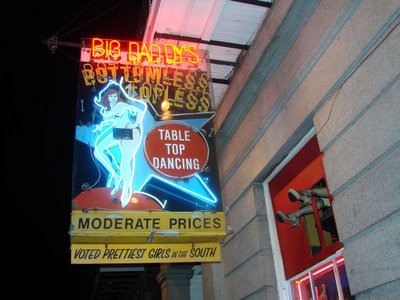 BIG DADDY'S
BOTTOMLESS
TOPLESS
TABLE
TOP
DANCING
MODERATE PRICES
VOTED PRETTIEST GIRLS IN THE SOUTH